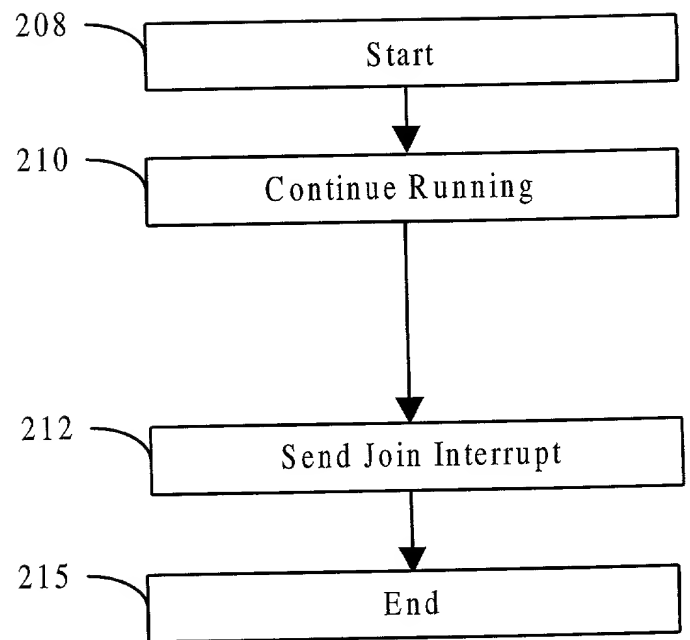 208
Start
210
Continue Running
212
Send Join Interrupt
215
End